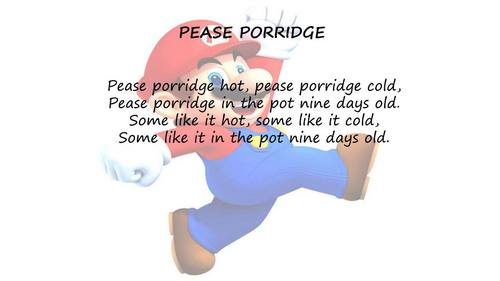 PEASE PORRIDGE
Pease porridge hot, pease porridge cold,
Pease porridge in the pot nine days old.
Some like it hot, some like it cold,
Some like it in the pot nine days old.